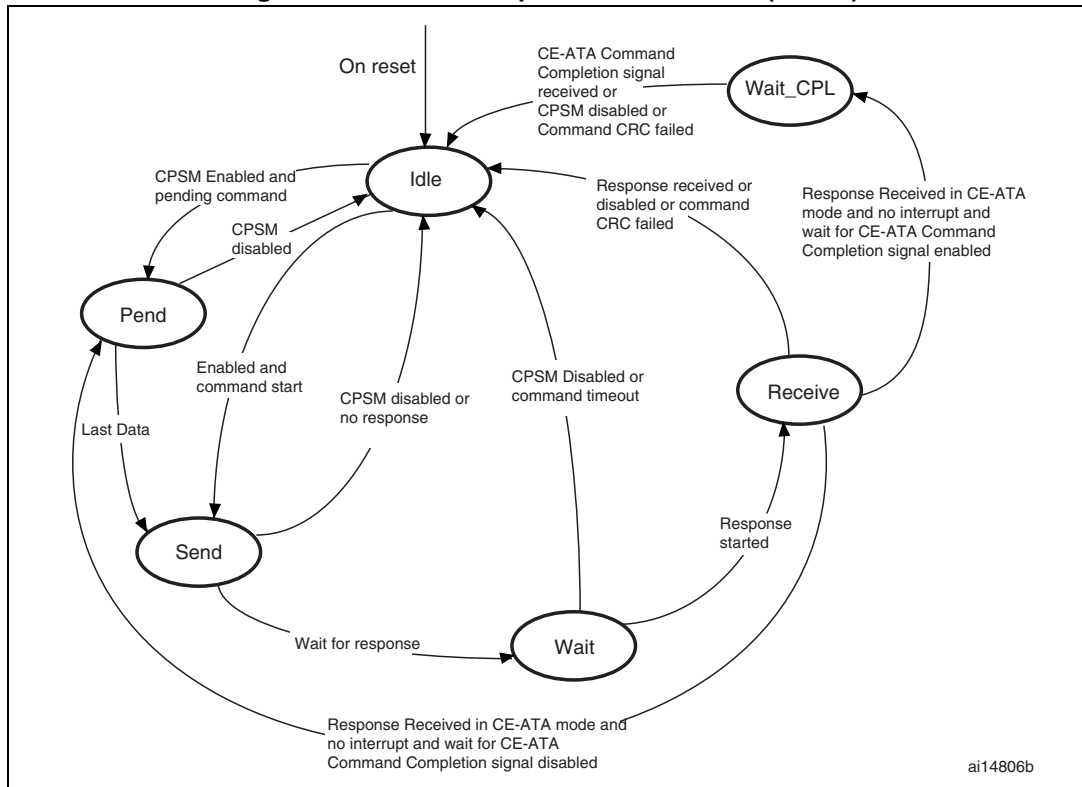 On reset
CE-ATA Command
Completion signal
received or
CPSM disabled or
Command CRC failed
Wait_CPL
Idle
CPSM Enabled and
pending command
CPSM
disabled
Response received or
disabled or command
CRC failed
Response Received in CE-ATA
mode and no interrupt and
wait for CE-ATA Command
Completion signal enabled
Pend
Enabled and
command start
CPSM disabled or
no response
CPSM Disabled or
command timeout
Receive
Last Data
Send
Response
started
Wait for response
Wait
Response Received in CE-ATA mode and
no interrupt and wait for CE-ATA
Command Completion signal disabled
ai14806b